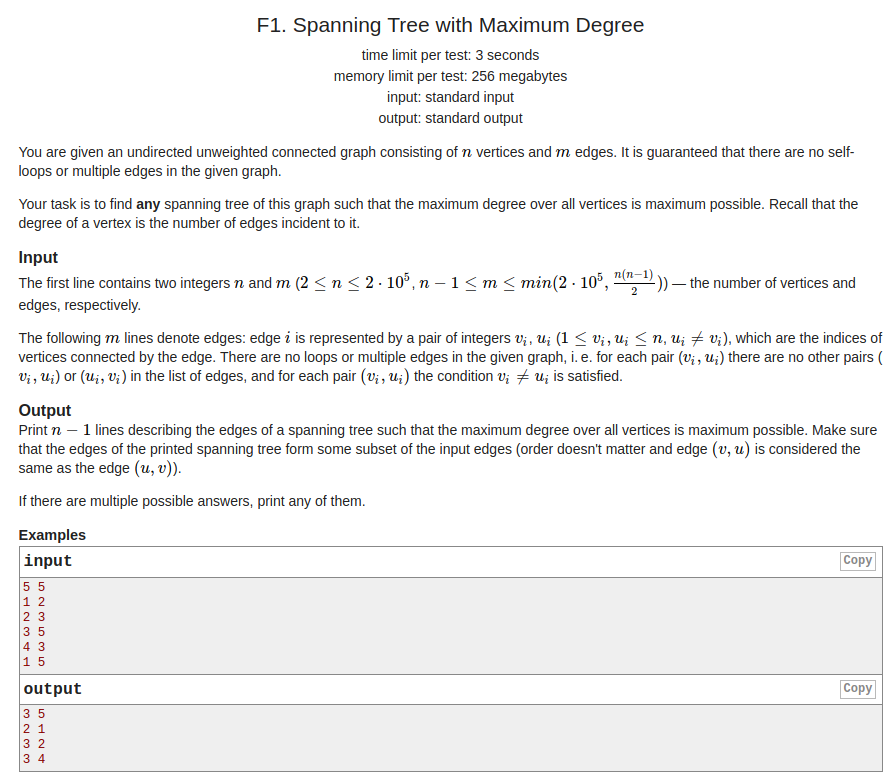 F1. Spanning Tree with Maximum Degree
time limit per test: 3 seconds
memory limit per test: 256 megabytes
input: standard input
output: standard output
You are given an undirected unweighted connected graph consisting of n vertices and m edges. It is guaranteed that there are no self-
loops or multiple edges in the given graph.
Your task is to find any spanning tree of this graph such that the maximum degree over all vertices is maximum possible. Recall that the
degree of a vertex is the number of edges incident to it.
Input
The first line contains two integers n and m (2 ≤ n ≤ 2 · 10^5, n − 1 ≤ m ≤ min(2 · 10^5, n(n−1)/2)) — the number of vertices and
edges, respectively.
The following m lines denote edges: edge i is represented by a pair of integers v_i, u_i (1 ≤ v_i, u_i ≤ n, u_i ≠ v_i), which are the indices of
vertices connected by the edge. There are no loops or multiple edges in the given graph, i. e. for each pair (v_i, u_i) there are no other pairs (
v_i, u_i) or (u_i, v_i) in the list of edges, and for each pair (v_i, u_i) the condition v_i ≠ u_i is satisfied.
Output
Print n − 1 lines describing the edges of a spanning tree such that the maximum degree over all vertices is maximum possible. Make sure
that the edges of the printed spanning tree form some subset of the input edges (order doesn't matter and edge (v, u) is considered the
same as the edge (u, v)).
If there are multiple possible answers, print any of them.
Examples
input Copy
5 5
1 2
2 3
3 5
4 3
1 5
output Copy
3 5
2 1
3 2
3 4